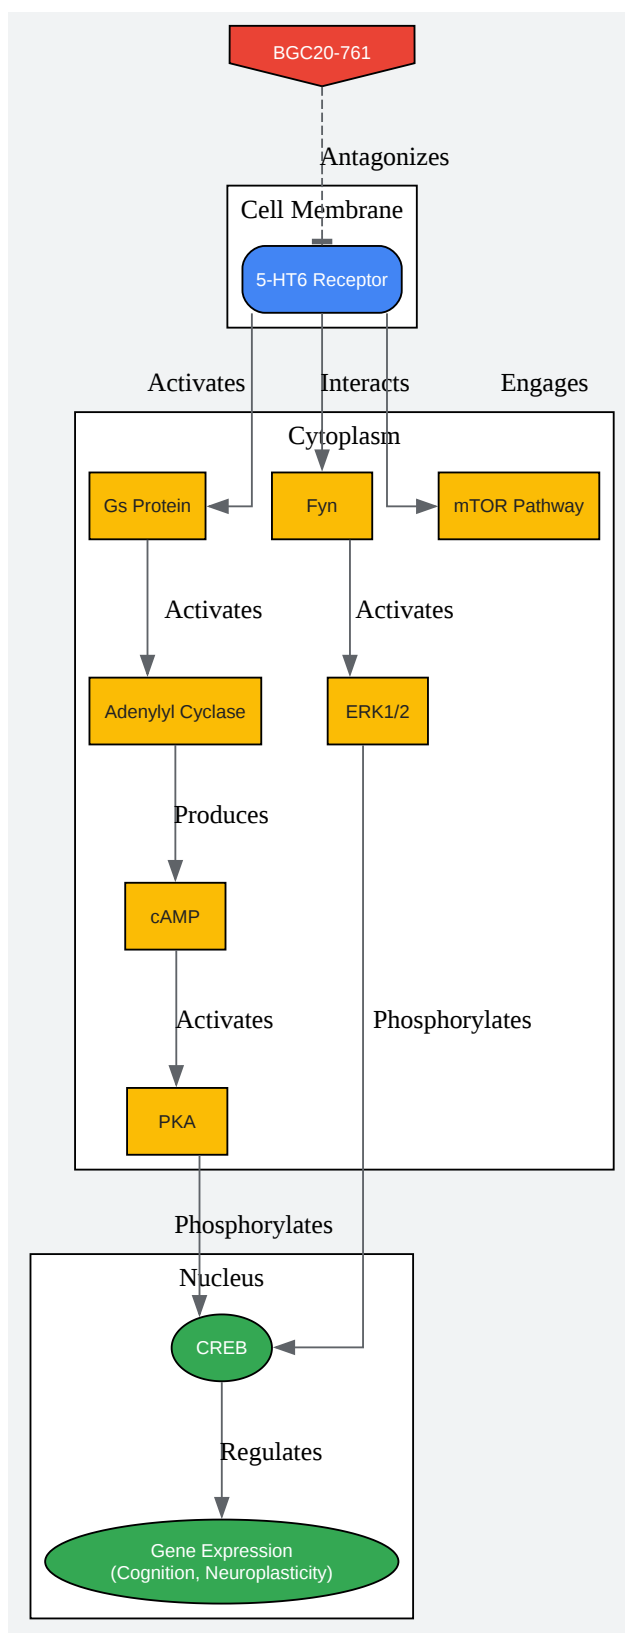 BGC20-761
Antagonizes
Cell Membrane
5-HT6 Receptor
Activates
Interacts
Engages
Cytoplasm
Gs Protein
Fyn
mTOR Pathway
Activates
Activates
Adenylyl Cyclase
ERK1/2
Produces
cAMP
Activates
Phosphorylates
PKA
Phosphorylates
Nucleus
CREB
Regulates
Gene Expression
(Cognition, Neuroplasticity)